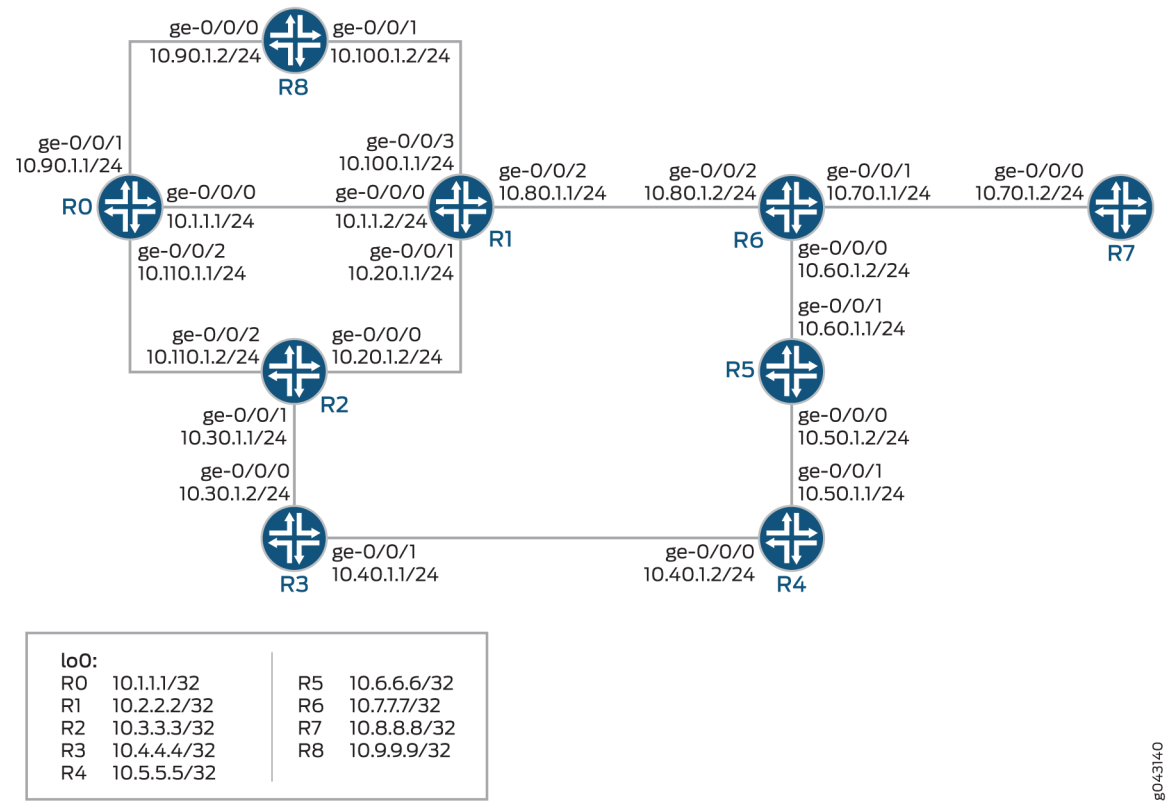 ge-0/0/0
10.90.1.2/24
ge-0/0/1
10.100.1.2/24
R8
ge-0/0/1
10.90.1.1/24
ge-0/0/3
10.100.1.1/24
R0
ge-0/0/0
10.1.1.1/24
ge-0/0/0
10.1.1.2/24
ge-0/0/2
10.80.1.1/24
R1
ge-0/0/2
10.80.1.2/24
ge-0/0/1
10.70.1.1/24
ge-0/0/0
10.70.1.2/24
R6
R7
ge-0/0/2
10.110.1.1/24
ge-0/0/1
10.20.1.1/24
ge-0/0/0
10.60.1.2/24
ge-0/0/2
10.110.1.2/24
ge-0/0/0
10.20.1.2/24
R2
ge-0/0/1
10.60.1.1/24
R5
ge-0/0/1
10.30.1.1/24
ge-0/0/0
10.50.1.2/24
ge-0/0/0
10.30.1.2/24
ge-0/0/1
10.50.1.1/24
R3
ge-0/0/1
10.40.1.1/24
ge-0/0/0
10.40.1.2/24
R4
lo0:
R0 10.1.1.1/32
R1 10.2.2.2/32
R2 10.3.3.3/32
R3 10.4.4.4/32
R4 10.5.5.5/32
R5 10.6.6.6/32
R6 10.7.7.7/32
R7 10.8.8.8/32
R8 10.9.9.9/32
g043140